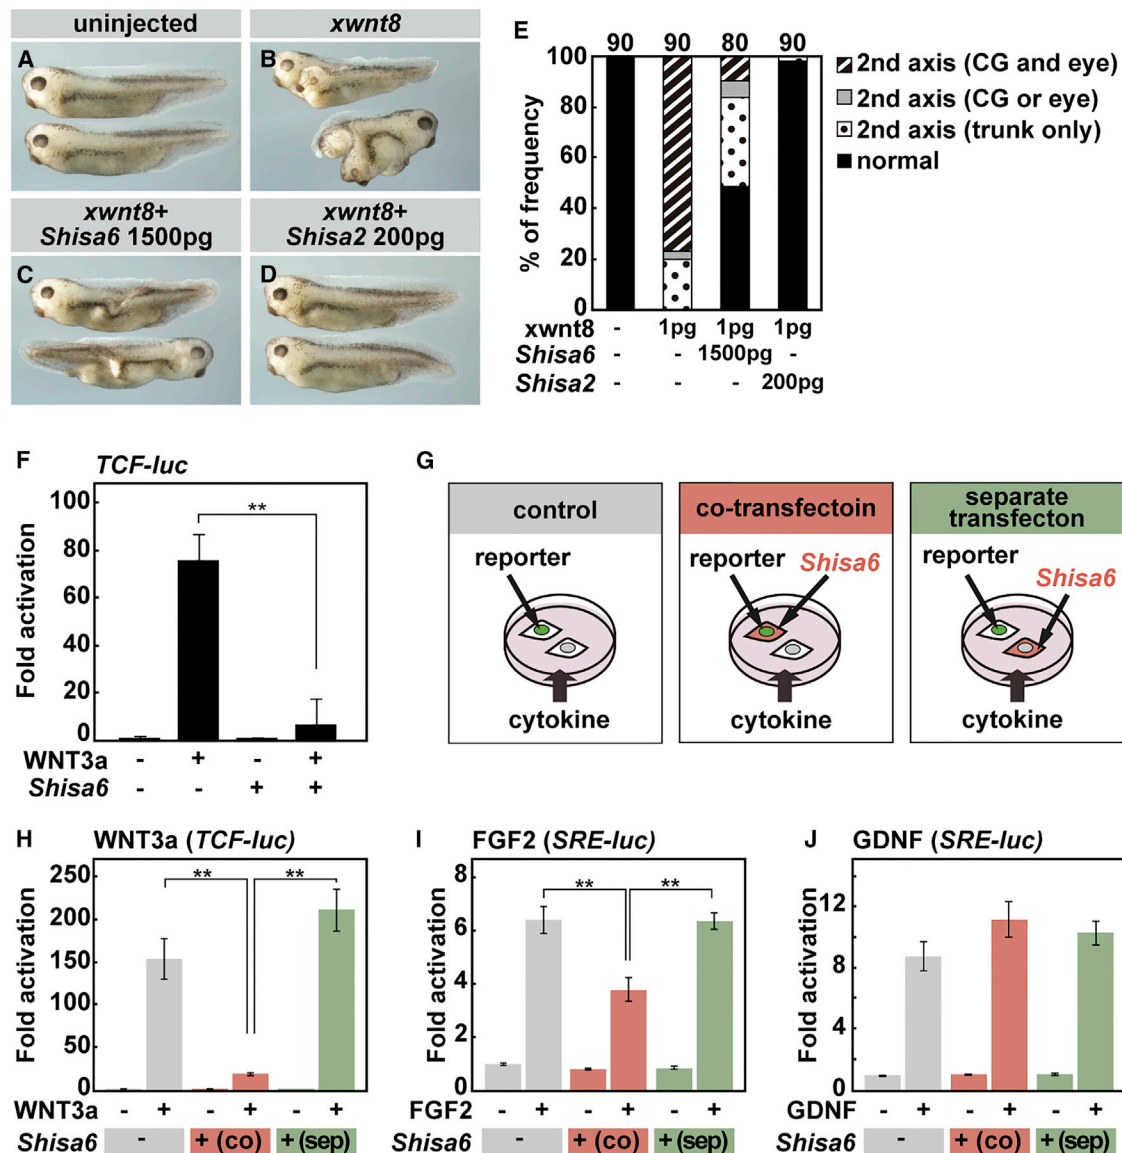 uninjected
xwnt8
A
B
xwnt8+
Shisa6 1500pg
xwnt8+
Shisa2 200pg
C
D
E
90 90 80 90
% of frequency
100
80
60
40
20
0
2nd axis (CG and eye)
2nd axis (CG or eye)
2nd axis (trunk only)
normal
xwnt8 - 1pg 1pg 1pg
Shisa6 - - 1500pg -
Shisa2 - - - 200pg
F
TCF-luc
Fold activation
100
80
60
40
20
0
**
WNT3a - + - +
Shisa6 - - + +
G
control
reporter
cytokine
co-transfectoin
reporter Shisa6
cytokine
separate
transfecton
reporter
Shisa6
cytokine
H
WNT3a (TCF-luc)
Fold activation
250
200
150
100
50
0
** **
WNT3a - + - + - +
Shisa6 - + (co) + (sep)
I
FGF2 (SRE-luc)
Fold activation
8
6
4
2
0
** **
FGF2 - + - + - +
Shisa6 - + (co) + (sep)
J
GDNF (SRE-luc)
Fold activation
12
8
4
0
GDNF - + - + - +
Shisa6 - + (co) + (sep)